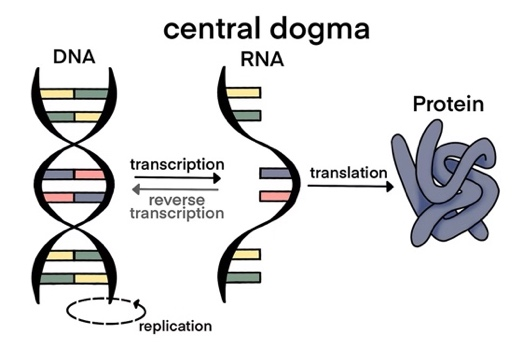 central dogma
DNA
RNA
Protein
transcription
reverse
transcription
translation
replication